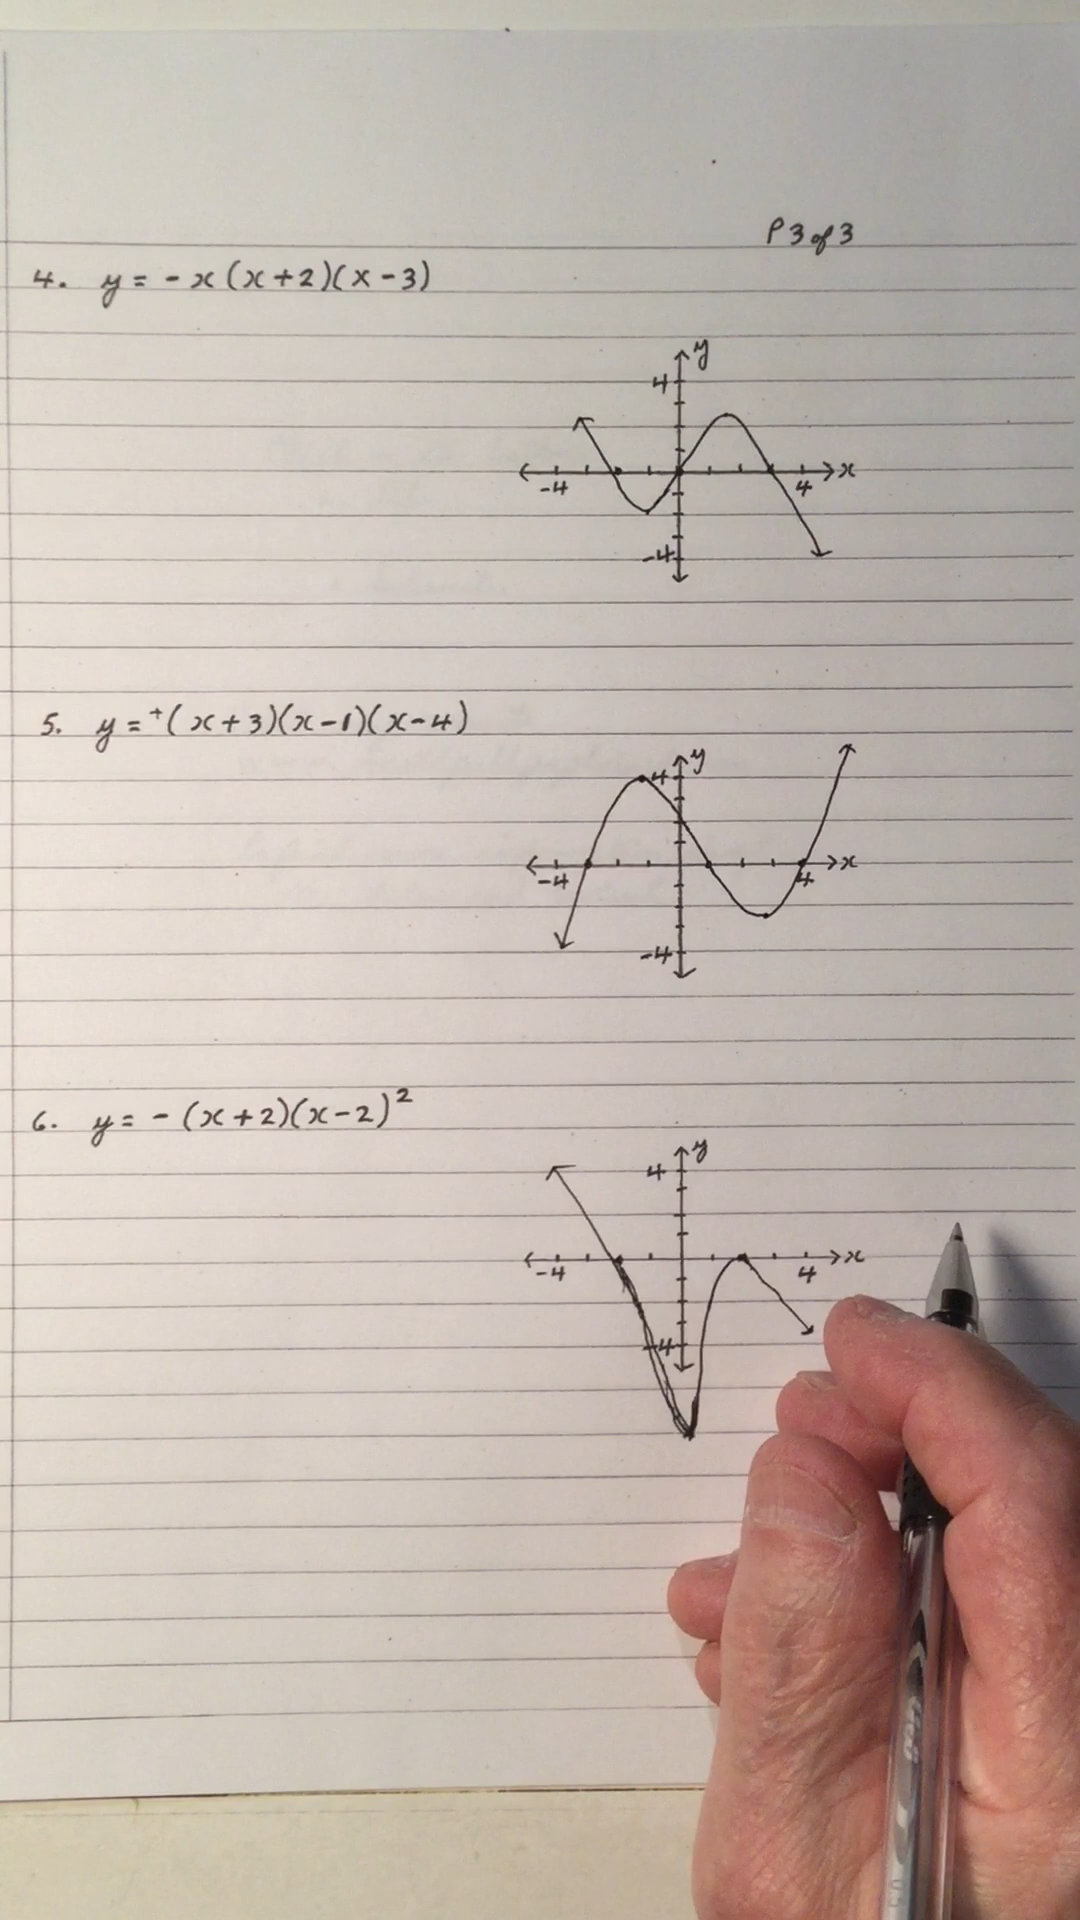 P 3 of 3
4. y = - x (x + 2)(x - 3)
y
4
-4 4 x
-4
5. y = +(x + 3)(x - 1)(x - 4)
y
4
-4 4 x
-4
6. y = - (x + 2)(x - 2)²
y
4
-4 4 x
-4